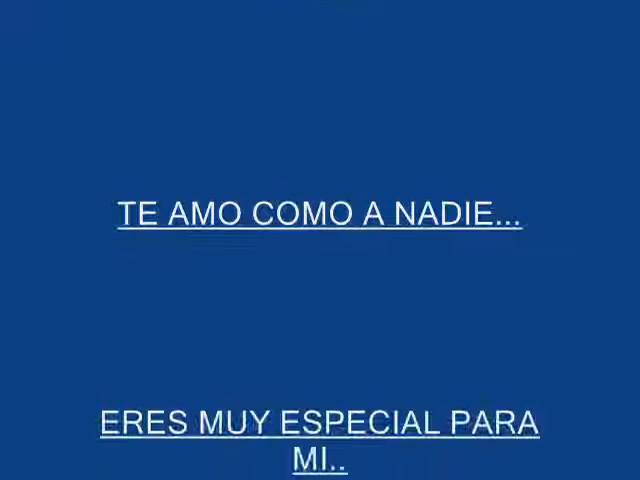 TE AMO COMO A NADIE...
ERES MUY ESPECIAL PARA
MI..